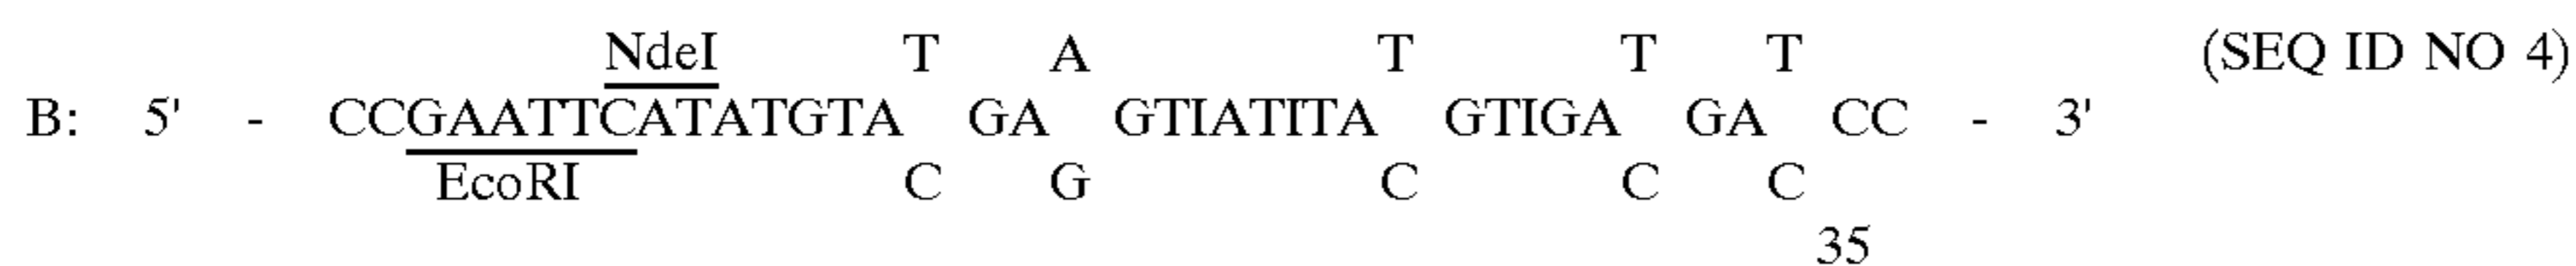 NdeI T A T T T (SEQ ID NO 4)
B: 5' - CCGAATTCATATGTA GA GTIATITA GTIGA GA CC - 3'
EcoRI C G C C C
35